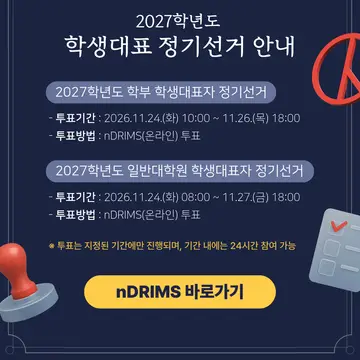 2027학년도
학생대표 정기선거 안내
2027학년도 학부 학생대표자 정기선거
- 투표기간 : 2026.11.24.(화) 10:00 ~ 11.26.(목) 18:00
- 투표방법 : nDRIMS(온라인) 투표
2027학년도 일반대학원 학생대표자 정기선거
- 투표기간 : 2026.11.24.(화) 08:00 ~ 11.27.(금) 18:00
- 투표방법 : nDRIMS(온라인) 투표
※ 투표는 지정된 기간에만 진행되며, 기간 내에는 24시간 참여 가능
nDRIMS 바로가기